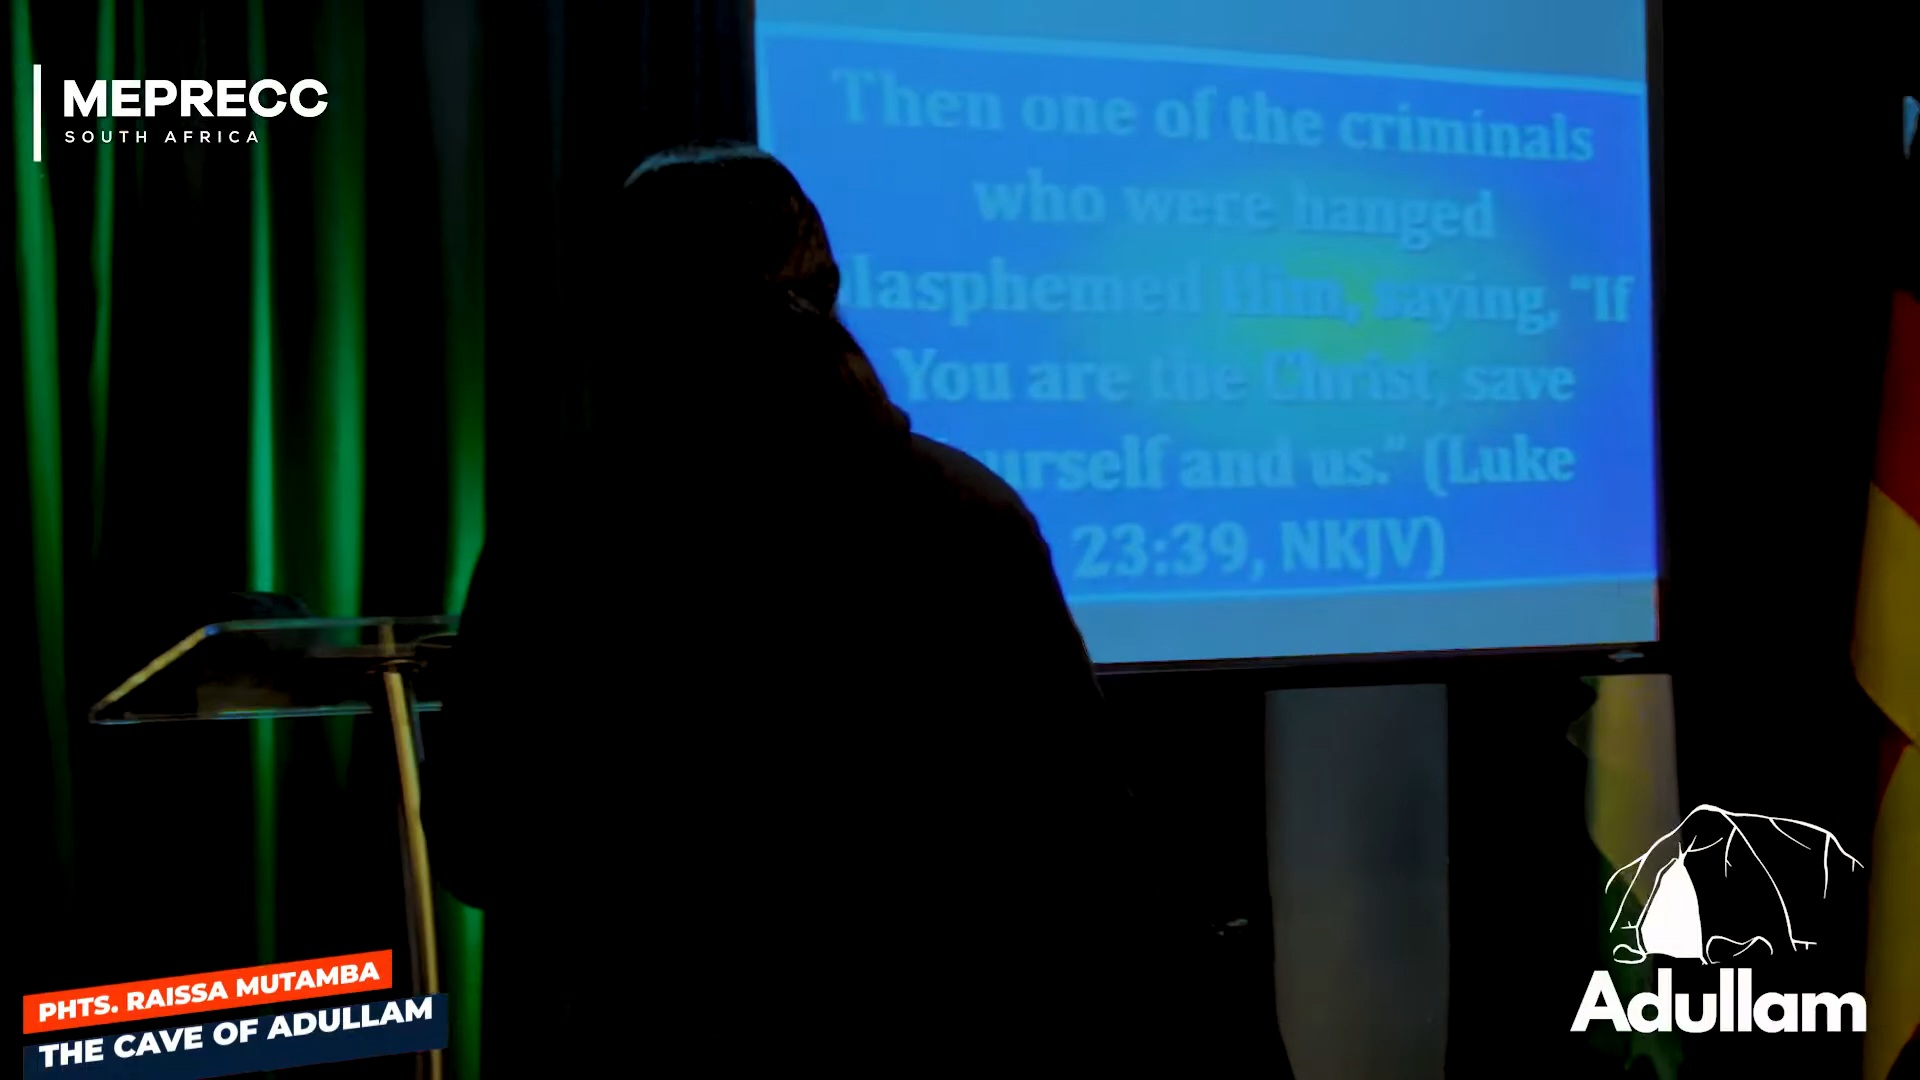 MEPRECC
SOUTH AFRICA
Then one of the criminals
who were hanged
lasphemed Him, saying, "If
You are the Christ, save
urself and us." (Luke
23:39, NKJV)
PHTS. RAISSA MUTAMBA
THE CAVE OF ADULLAM
Adullam